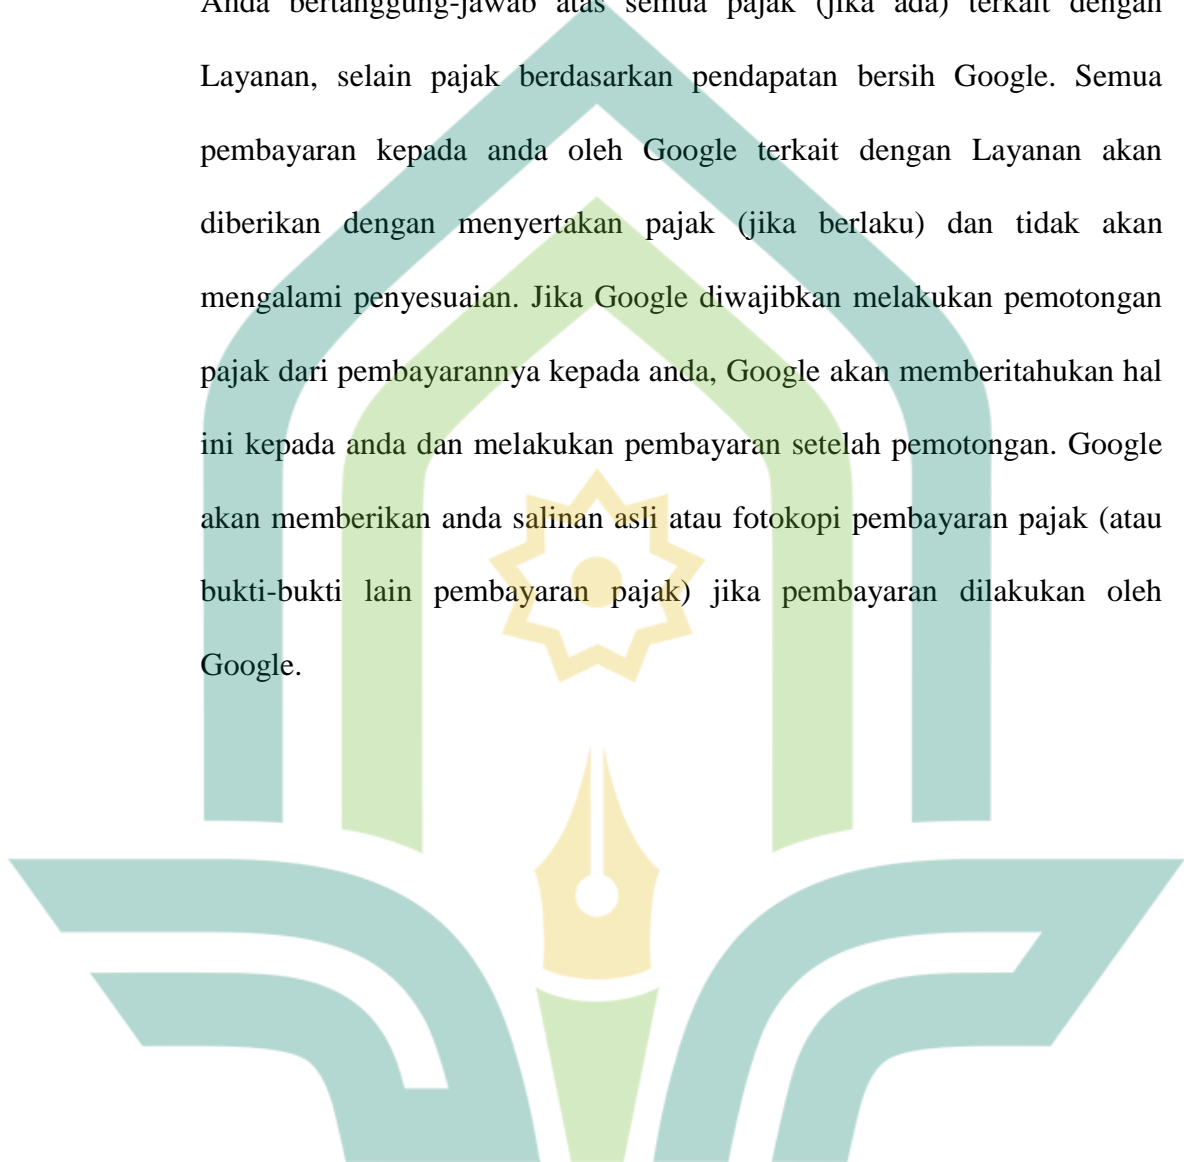 Anda bertanggung-jawab atas semua pajak (jika ada) terkait dengan
Layanan, selain pajak berdasarkan pendapatan bersih Google. Semua
pembayaran kepada anda oleh Google terkait dengan Layanan akan
diberikan dengan menyertakan pajak (jika berlaku) dan tidak akan
mengalami penyesuaian. Jika Google diwajibkan melakukan pemotongan
pajak dari pembayarannya kepada anda, Google akan memberitahukan hal
ini kepada anda dan melakukan pembayaran setelah pemotongan. Google
akan memberikan anda salinan asli atau fotokopi pembayaran pajak (atau
bukti-bukti lain pembayaran pajak) jika pembayaran dilakukan oleh
Google.